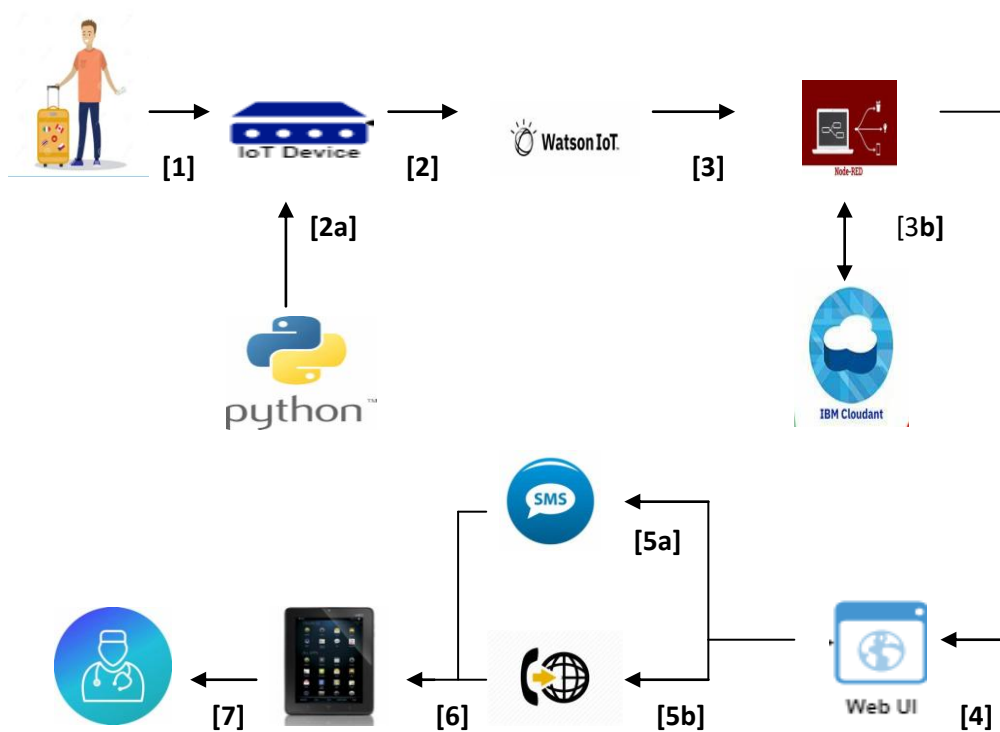 IoT Device
[1]
[2]
Watson IoT.
[3]
Node-RED
[2a]
[3b]
python™
IBM Cloudant
SMS
[5a]
[7]
[6]
[5b]
Web UI
[4]